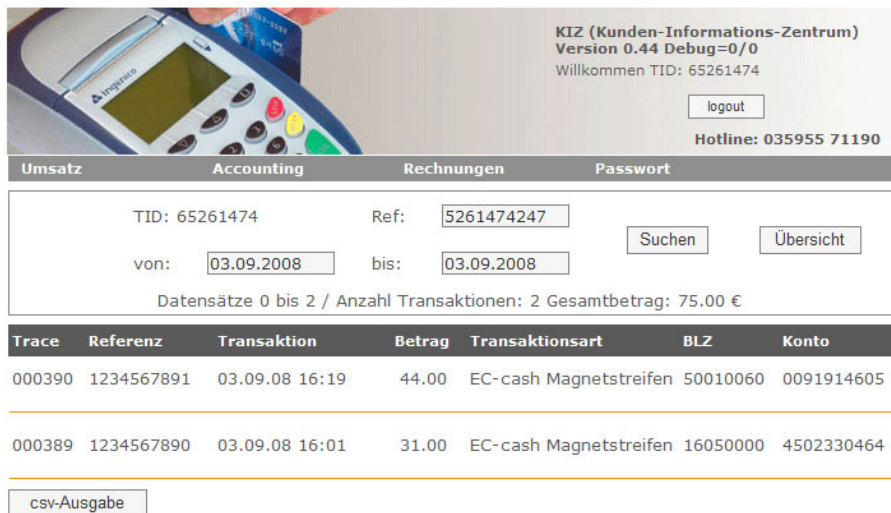 KIZ (Kunden-Informations-Zentrum)
Version 0.44 Debug=0/0
Willkommen TID: 65261474
ingenico
logout
Hotline: 035955 71190
Umsatz Accounting Rechnungen Passwort
TID: 65261474 Ref: 5261474247
Suchen Übersicht
von: 03.09.2008 bis: 03.09.2008
Datensätze 0 bis 2 / Anzahl Transaktionen: 2 Gesamtbetrag: 75.00 €
Trace Referenz Transaktion Betrag Transaktionsart BLZ Konto
000390 1234567891 03.09.08 16:19 44.00 EC-cash Magnetstreifen 50010060 0091914605
000389 1234567890 03.09.08 16:01 31.00 EC-cash Magnetstreifen 16050000 4502330464
csv-Ausgabe